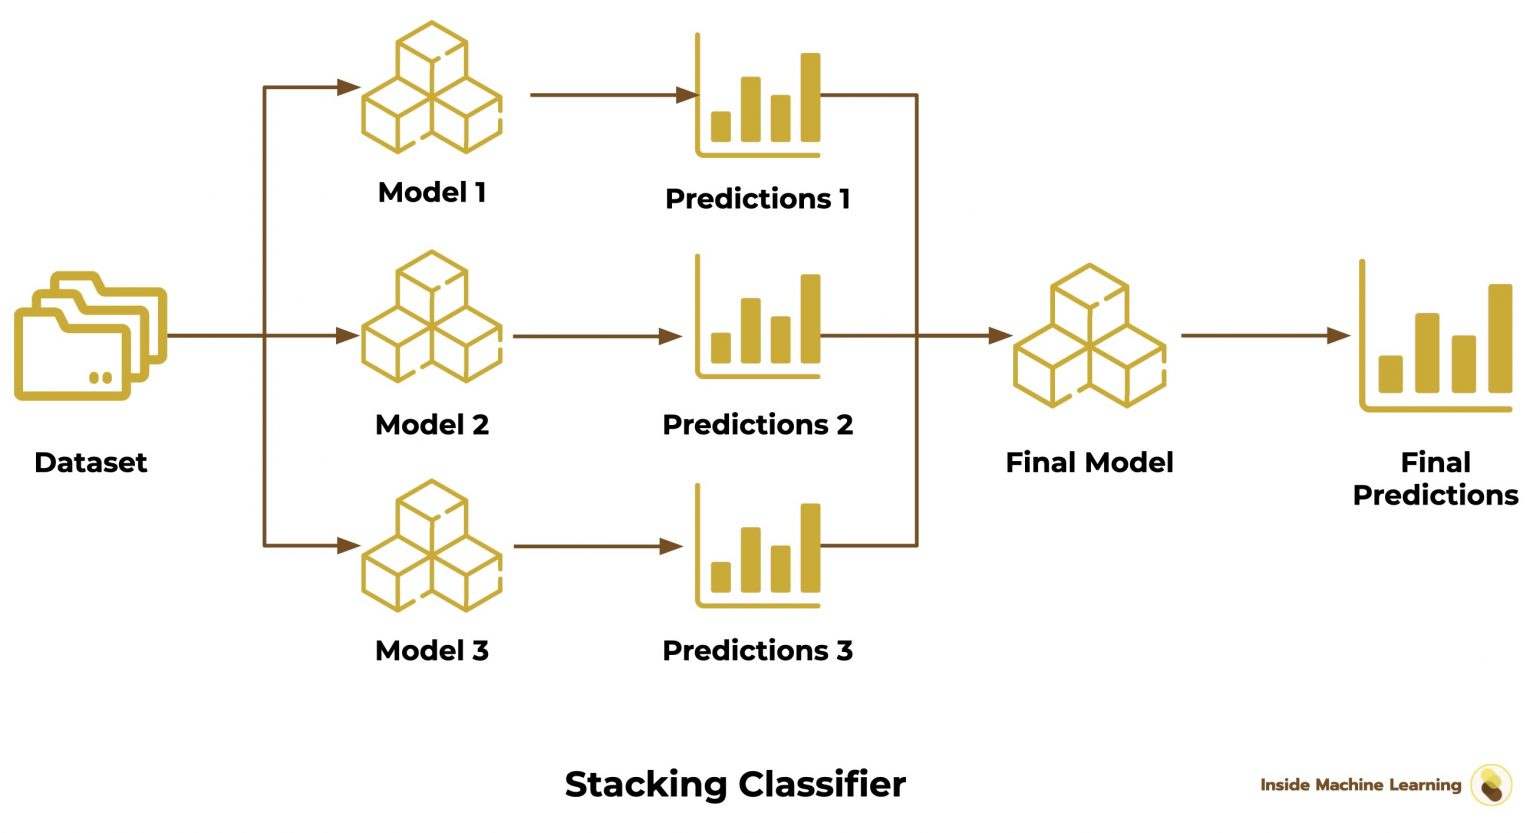 Model 1
Predictions 1
Dataset
Model 2
Predictions 2
Final Model
Final
Predictions
Model 3
Predictions 3
Stacking Classifier
Inside Machine Learning